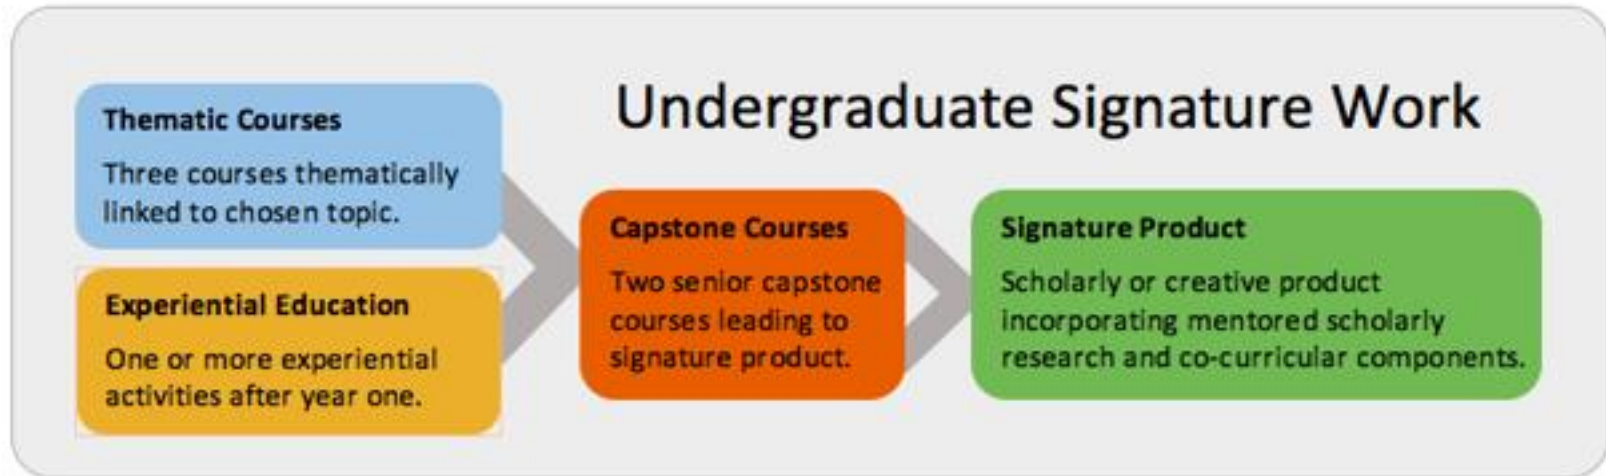 Undergraduate Signature Work
Thematic Courses
Three courses thematically
linked to chosen topic.
Experiential Education
One or more experiential
activities after year one.
Capstone Courses
Two senior capstone
courses leading to
signature product.
Signature Product
Scholarly or creative product
incorporating mentored scholarly
research and co-curricular components.